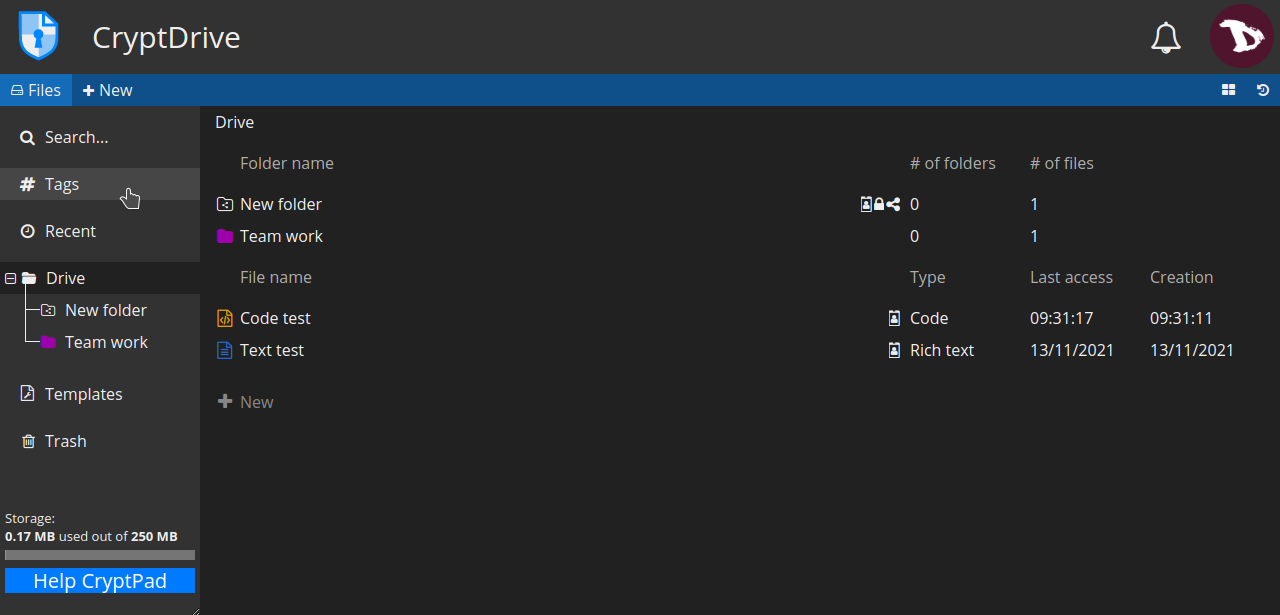 CryptDrive
Files
New
Search...
Tags
Recent
Drive
New folder
Team work
Templates
Trash
Storage:
0.17 MB used out of 250 MB
Help CryptPad
Drive
Folder name # of folders # of files
New folder 0 1
Team work 0 1
File name Type Last access Creation
Code test Code 09:31:17 09:31:11
Text test Rich text 13/11/2021 13/11/2021
New